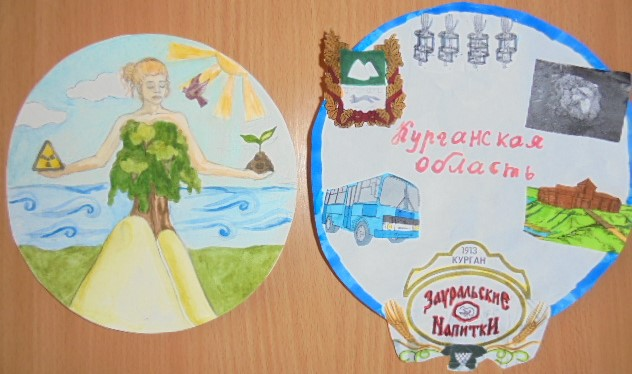 Курганская
область
1913
КУРГАН
Зауральские
Напитки